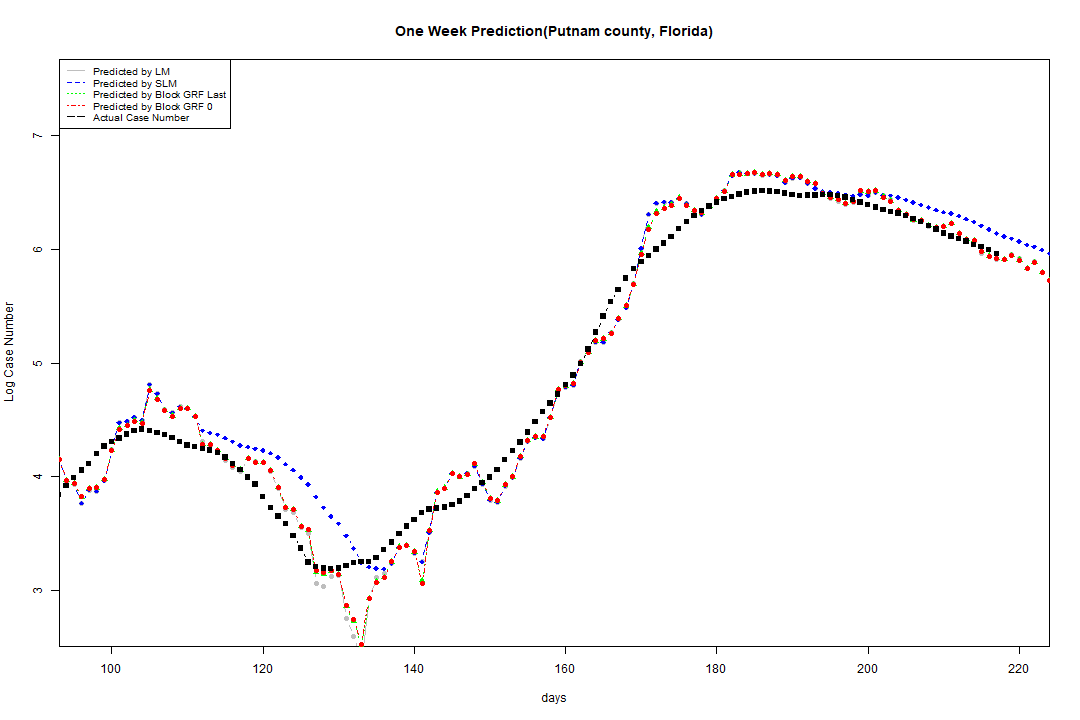 One Week Prediction(Putnam county, Florida)
Predicted by LM
Predicted by SLM
Predicted by Block GRF Last
Predicted by Block GRF 0
Actual Case Number
Log Case Number
7
6
5
4
3
100 120 140 160 180 200 220
days